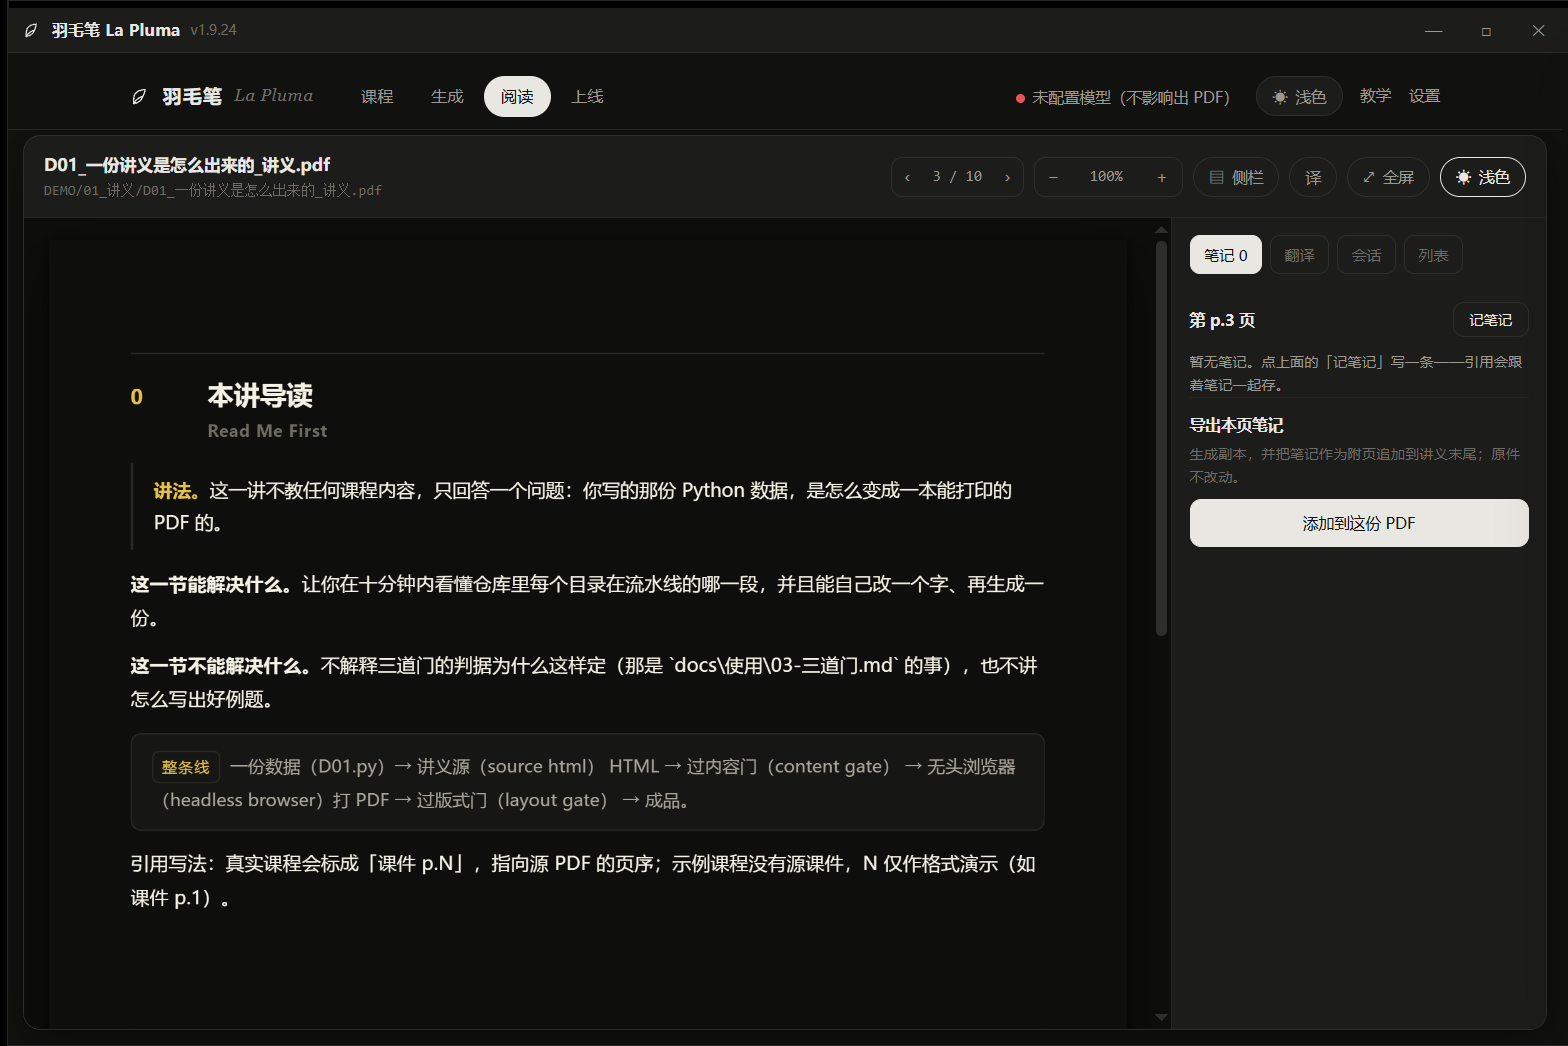 羽毛笔 La Pluma v1.9.24
羽毛笔 La Pluma 课程 生成 阅读 上线 未配置模型（不影响出 PDF） 浅色 教学 设置
D01_一份讲义是怎么出来的_讲义.pdf
DEMO/01_讲义/D01_一份讲义是怎么出来的_讲义.pdf
‹ 3 / 10 › − 100% + 侧栏 译 全屏 浅色
0 本讲导读
Read Me First
讲法。这一讲不教任何课程内容，只回答一个问题：你写的那份 Python 数据，是怎么变成一本能打印的
PDF 的。
这一节能解决什么。让你在十分钟内看懂仓库里每个目录在流水线的哪一段，并且能自己改一个字、再生成一
份。
这一节不能解决什么。不解释三道门的判据为什么这样定（那是 `docs\使用\03-三道门.md` 的事），也不讲
怎么写出好例题。
整条线 一份数据（D01.py）→ 讲义源（source html） HTML → 过内容门（content gate） → 无头浏览器
（headless browser）打 PDF → 过版式门（layout gate） → 成品。
引用写法：真实课程会标成「课件 p.N」，指向源 PDF 的页序；示例课程没有源课件，N 仅作格式演示（如
课件 p.1）。
笔记 0 翻译 会话 列表
第 p.3 页 记笔记
暂无笔记。点上面的「记笔记」写一条——引用会跟
着笔记一起存。
导出本页笔记
生成副本，并把笔记作为附页追加到讲义末尾；原件
不改动。
添加到这份 PDF